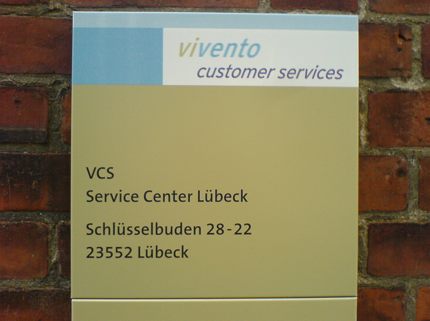 vivento
customer services
VCS
Service Center Lübeck
Schlüsselbuden 28-22
23552 Lübeck